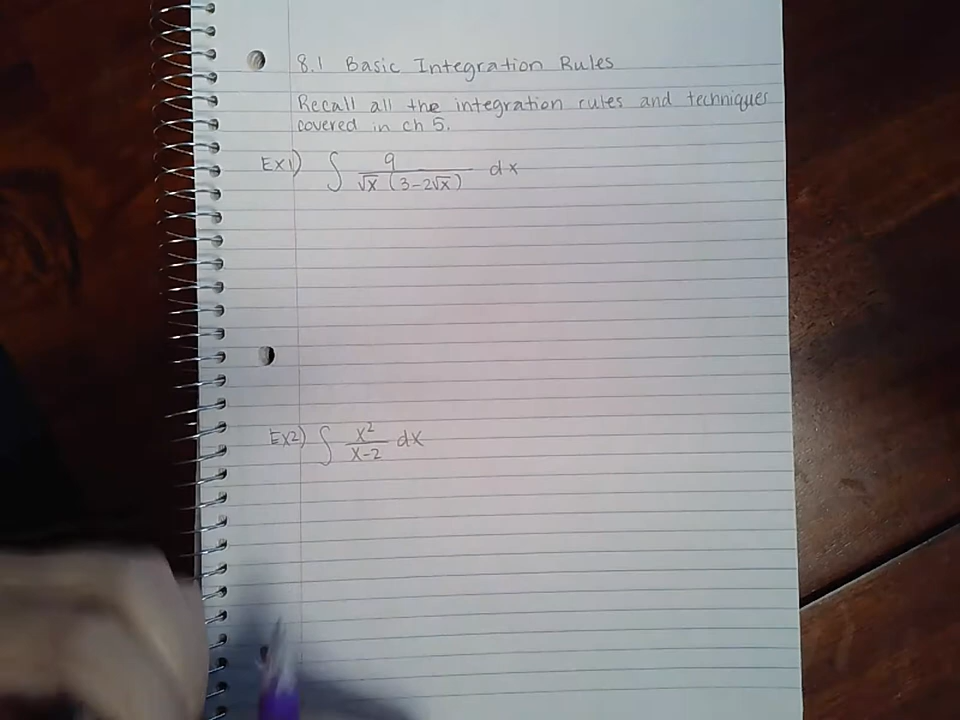 8.1 Basic Integration Rules
Recall all the integration rules and techniques
covered in ch 5.
Ex1) ∫ 9/(√x (3-2√x)) dx
Ex2) ∫ x²/(x-2) dx